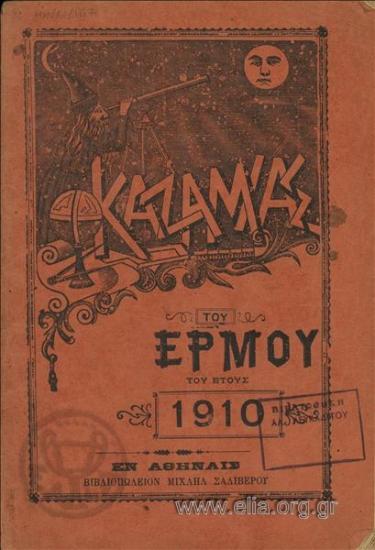 ΚΑΖΑΜΙΑΣ
ΤΟΥ
ΕΡΜΟΥ
ΤΟΥ ΕΤΟΥΣ
1910
ΕΝ ΑΘΗΝΑΙΣ
ΒΙΒΛΙΟΠΩΛΕΙΟΝ ΜΙΧΑΗΛ ΣΑΛΙΒΕΡΟΥ
www.elia.org.gr